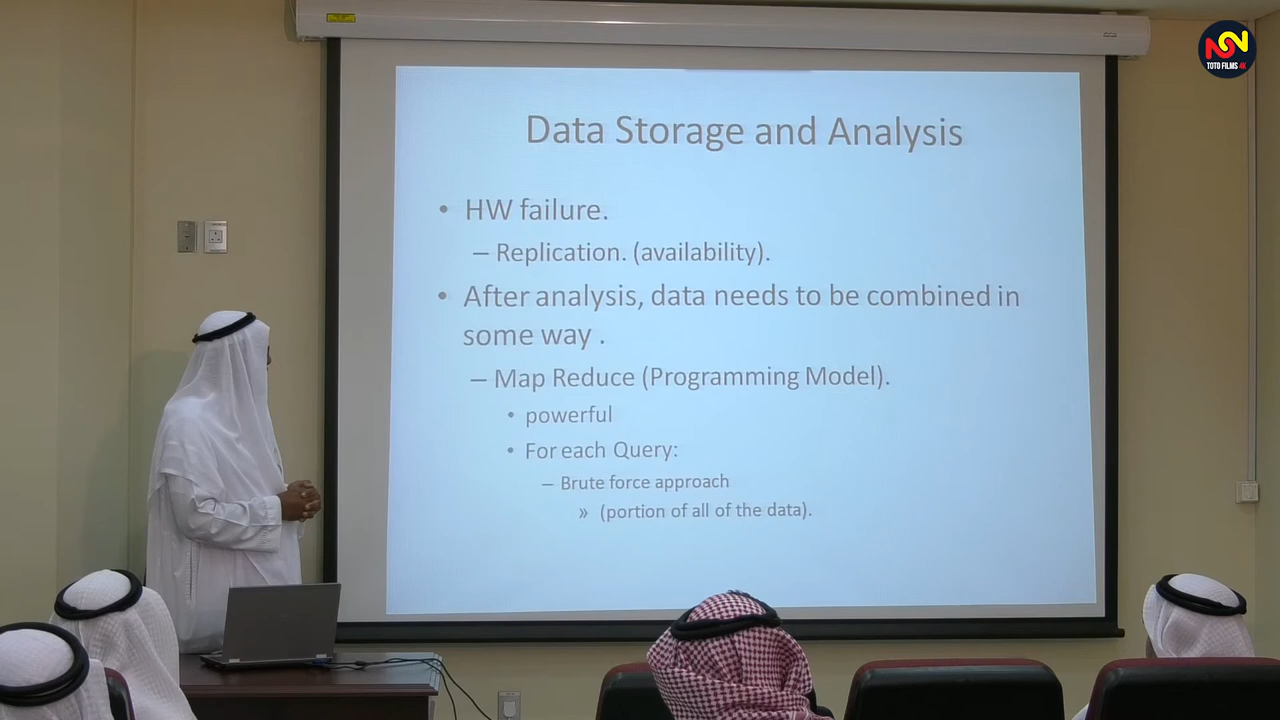 TOTO FILMS 4K
Data Storage and Analysis
• HW failure.
– Replication. (availability).
• After analysis, data needs to be combined in
some way .
– Map Reduce (Programming Model).
• powerful
• For each Query:
– Brute force approach
» (portion of all of the data).